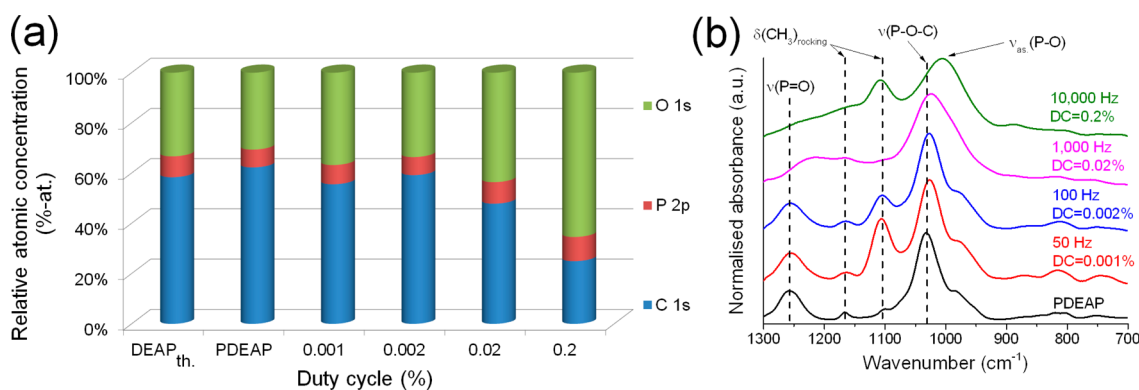 (a)
Relative atomic concentration
(%-at.)
100%
80%
60%
40%
20%
0%
O 1s
P 2p
C 1s
DEAP th. PDEAP 0.001 0.002 0.02 0.2
Duty cycle (%)
(b)
Normalised absorbance (a.u.)
δ(CH₃)rocking
ν(P-O-C)
νas.(P-O)
ν(P=O)
10,000 Hz
DC=0.2%
1,000 Hz
DC=0.02%
100 Hz
DC=0.002%
50 Hz
DC=0.001%
PDEAP
1300 1200 1100 1000 900 800 700
Wavenumber (cm⁻¹)